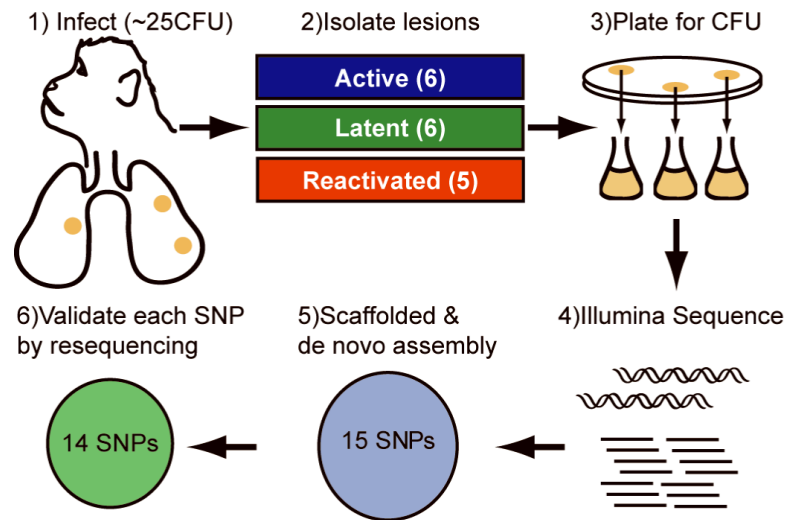 1) Infect (~25CFU)
2)Isolate lesions
Active (6)
Latent (6)
Reactivated (5)
3)Plate for CFU
4)Illumina Sequence
5)Scaffolded &
de novo assembly
15 SNPs
6)Validate each SNP
by resequencing
14 SNPs